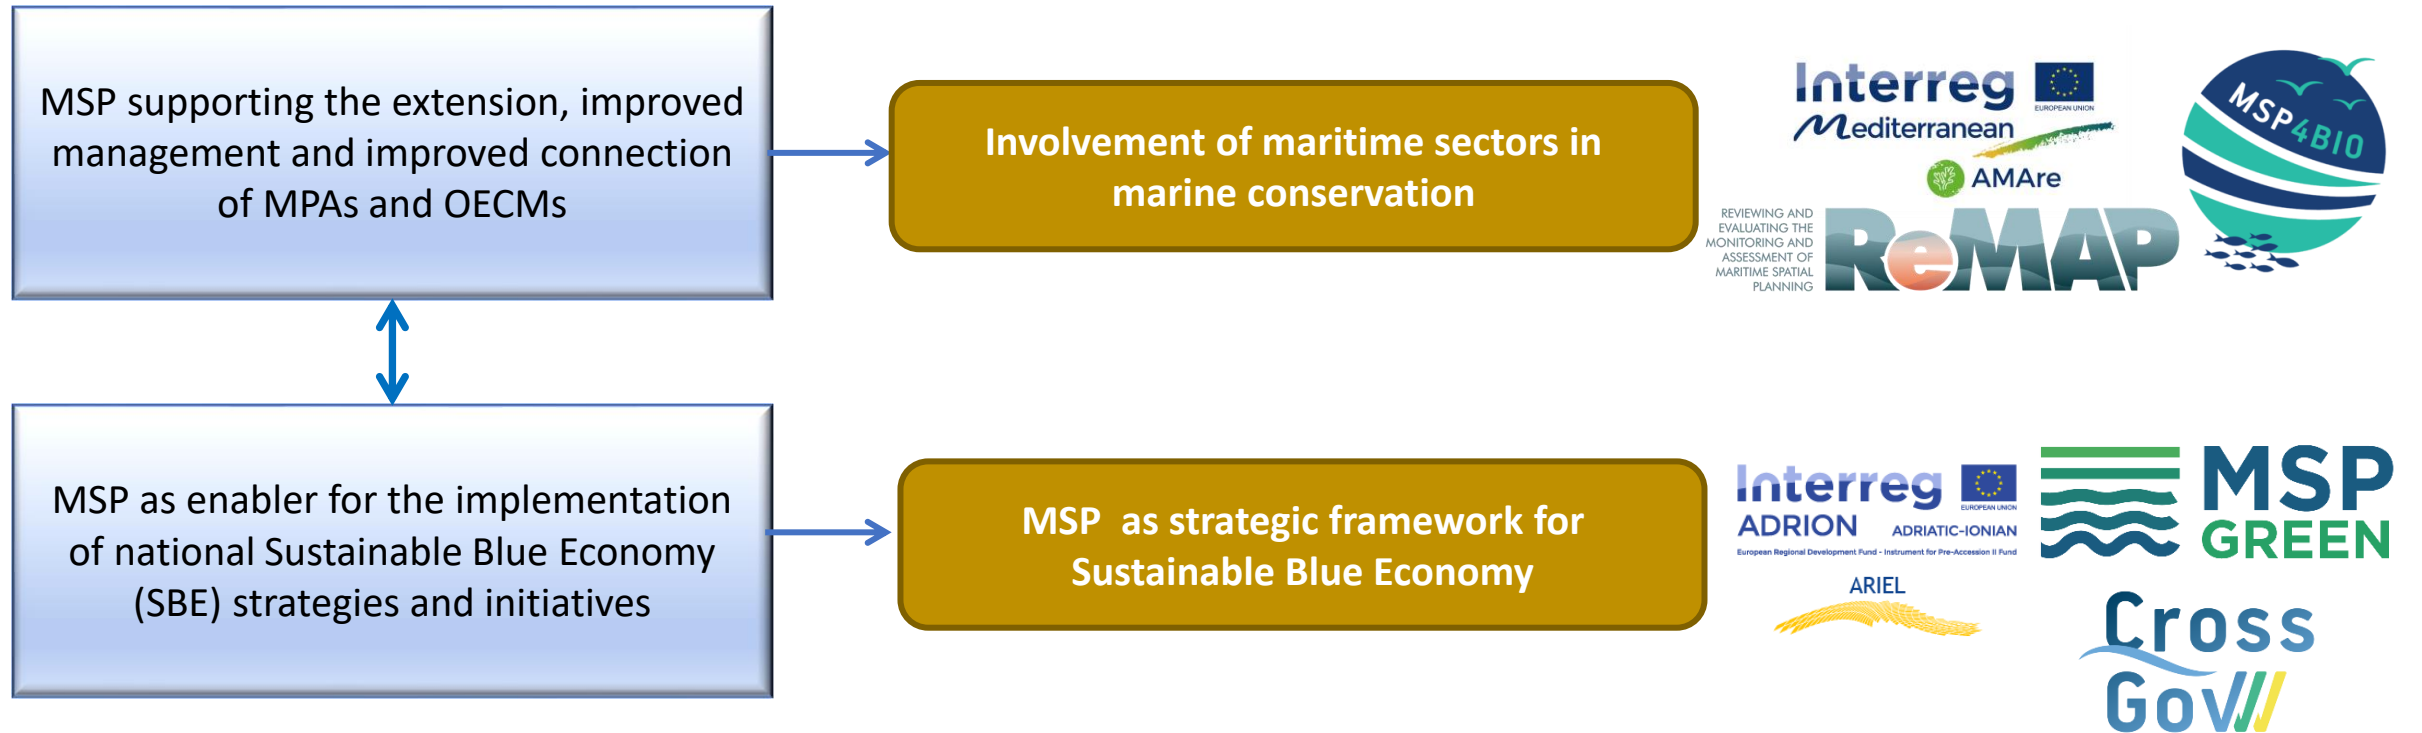 MSP supporting the extension, improved
management and improved connection
of MPAs and OECMs
Involvement of maritime sectors in
marine conservation
Interreg
EUROPEAN UNION
Mediterranean
AMAre
REVIEWING AND
EVALUATING THE
MONITORING AND
ASSESSMENT OF
MARITIME SPATIAL
PLANNING
ReMAP
MSP4BIO
MSP as enabler for the implementation
of national Sustainable Blue Economy
(SBE) strategies and initiatives
MSP as strategic framework for
Sustainable Blue Economy
Interreg
EUROPEAN UNION
ADRION ADRIATIC-IONIAN
European Regional Development Fund - Instrument for Pre-Accession II Fund
ARIEL
MSP
GREEN
Cross
Gov